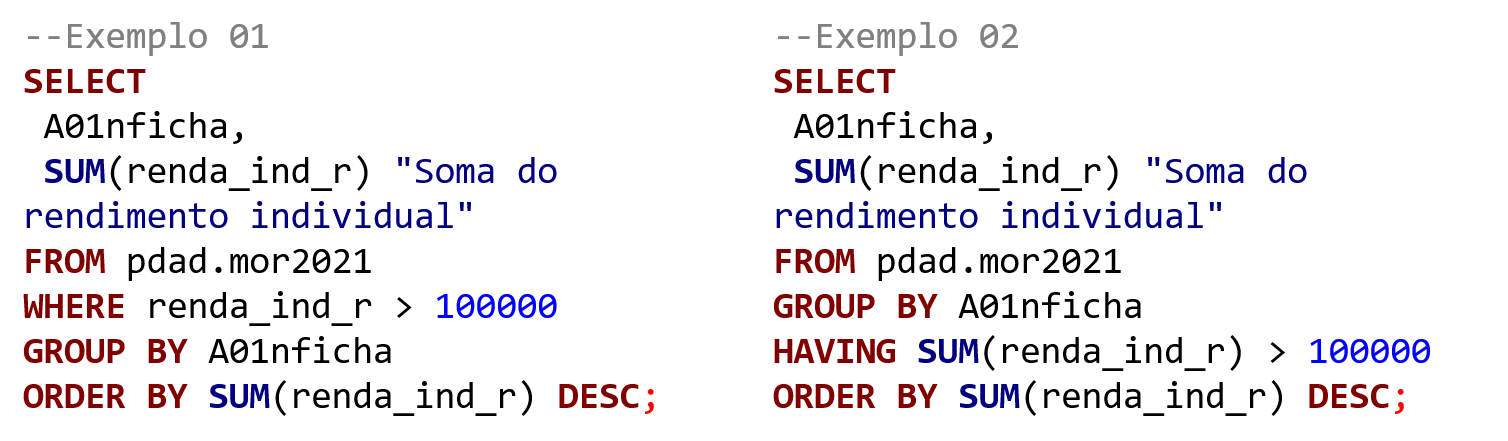 --Exemplo 01
SELECT
A01nficha,
SUM(renda_ind_r) "Soma do
rendimento individual"
FROM pdad.mor2021
WHERE renda_ind_r > 100000
GROUP BY A01nficha
ORDER BY SUM(renda_ind_r) DESC;
--Exemplo 02
SELECT
A01nficha,
SUM(renda_ind_r) "Soma do
rendimento individual"
FROM pdad.mor2021
GROUP BY A01nficha
HAVING SUM(renda_ind_r) > 100000
ORDER BY SUM(renda_ind_r) DESC;